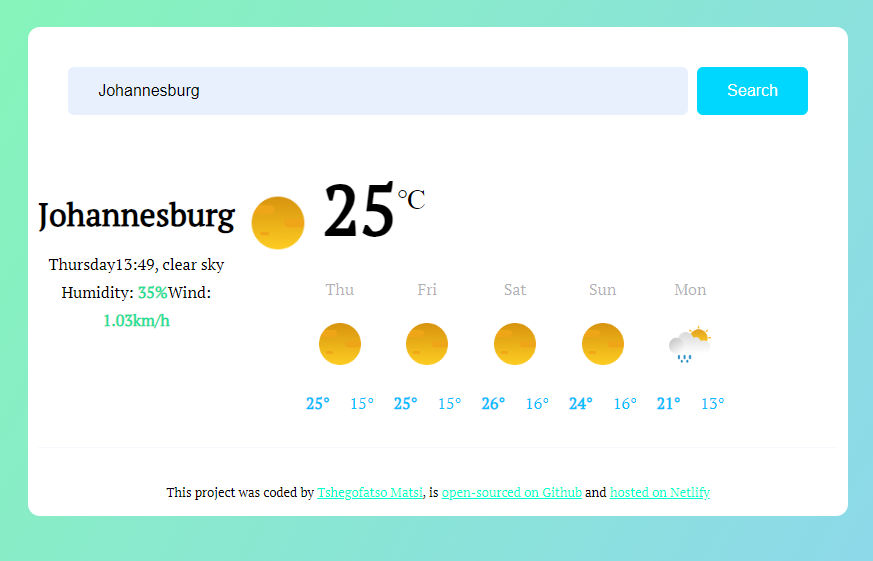 Johannesburg
Search
Johannesburg
25°C
Thursday13:49, clear sky
Humidity: 35%Wind:
1.03km/h
Thu Fri Sat Sun Mon
25° 15° 25° 15° 26° 16° 24° 16° 21° 13°
This project was coded by Tshegofatso Matsi, is open-sourced on Github and hosted on Netlify